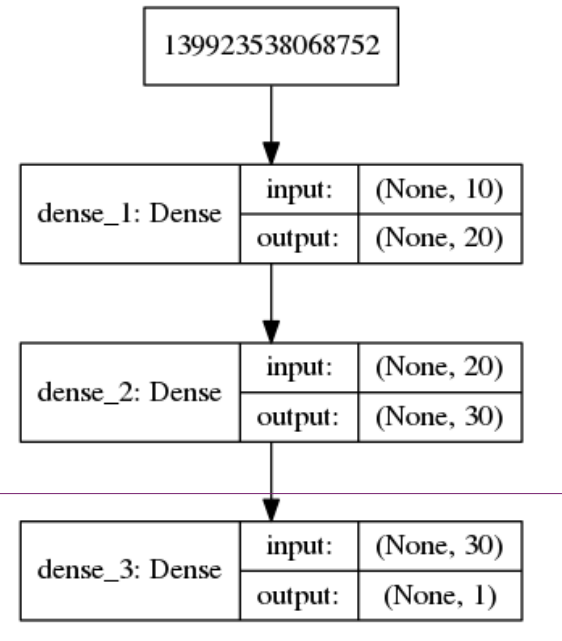 139923538068752
dense_1: Dense
input: (None, 10)
output: (None, 20)
dense_2: Dense
input: (None, 20)
output: (None, 30)
dense_3: Dense
input: (None, 30)
output: (None, 1)